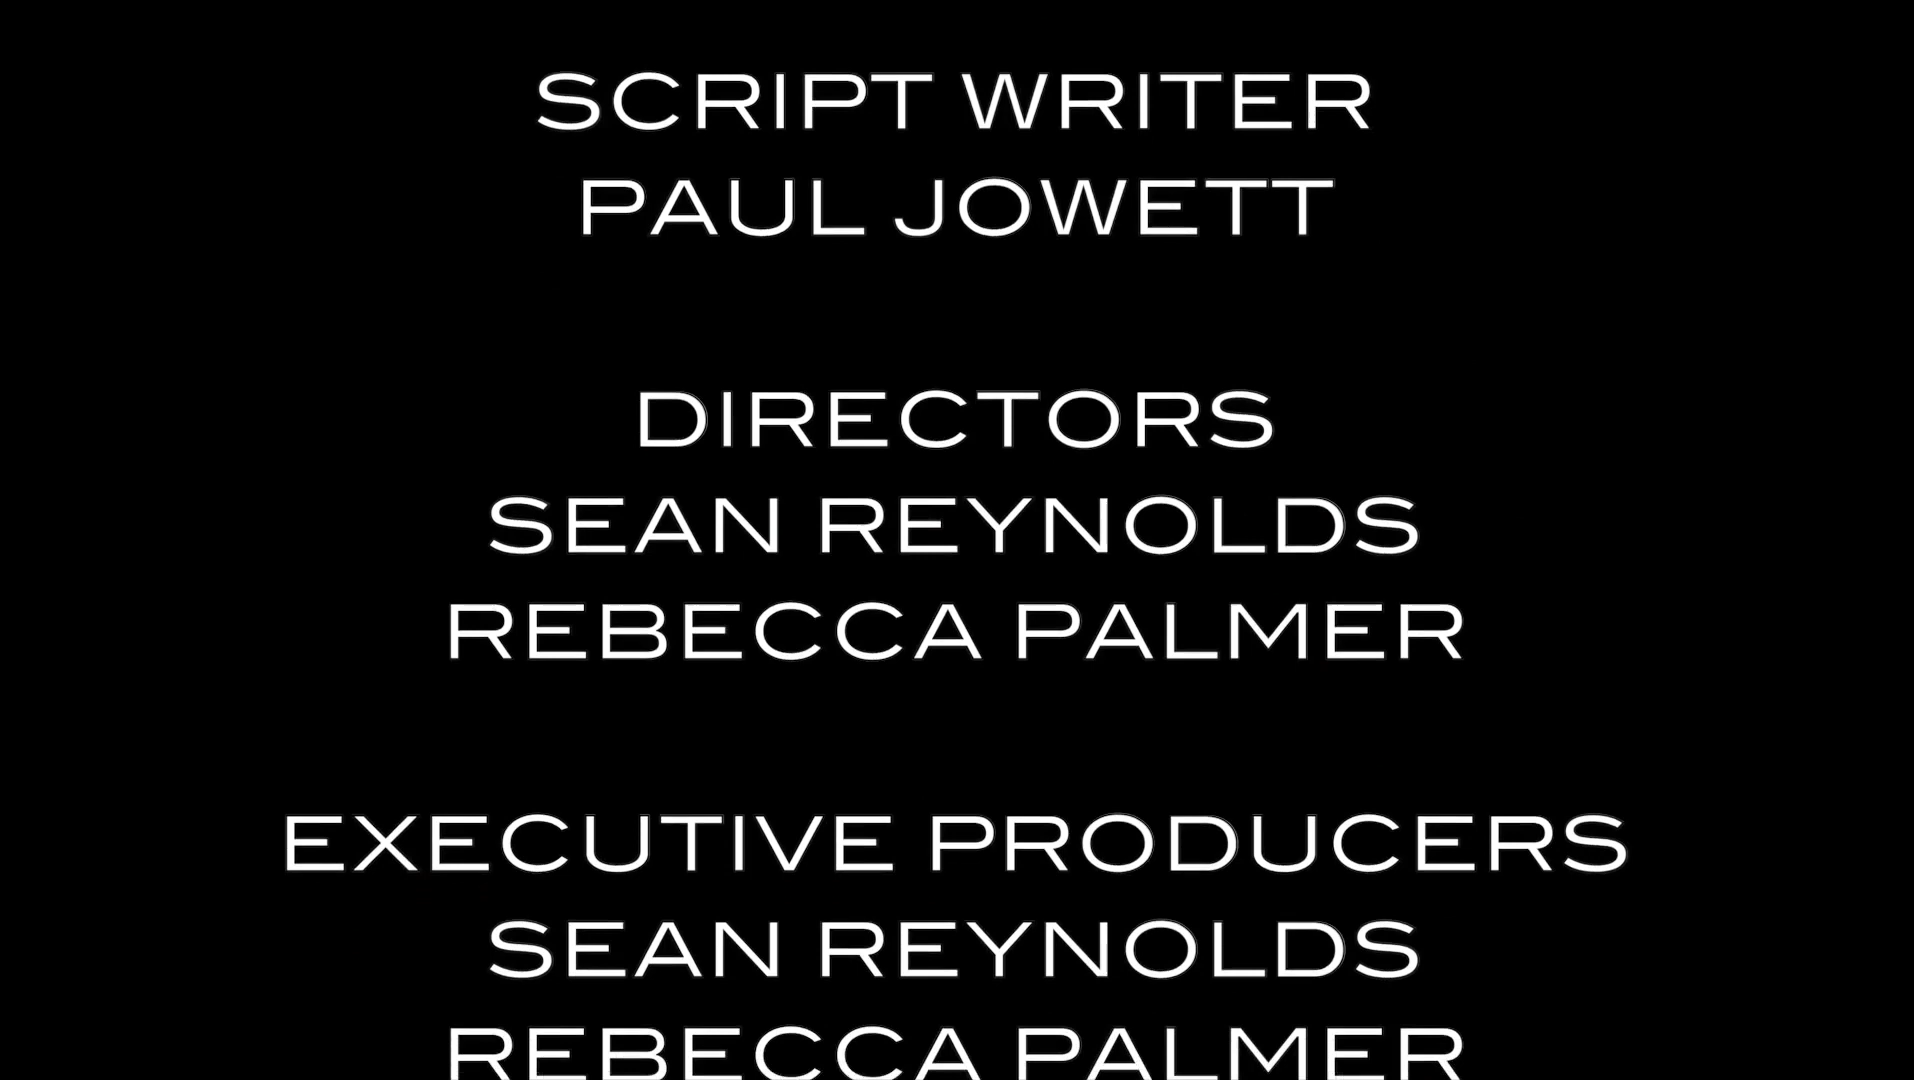 SCRIPT WRITER
PAUL JOWETT
DIRECTORS
SEAN REYNOLDS
REBECCA PALMER
EXECUTIVE PRODUCERS
SEAN REYNOLDS
REBECCA PALMER